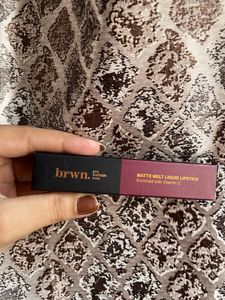 brwn.
MATTE MELT LIQUID LIPSTICK
Enriched with Vitamin E